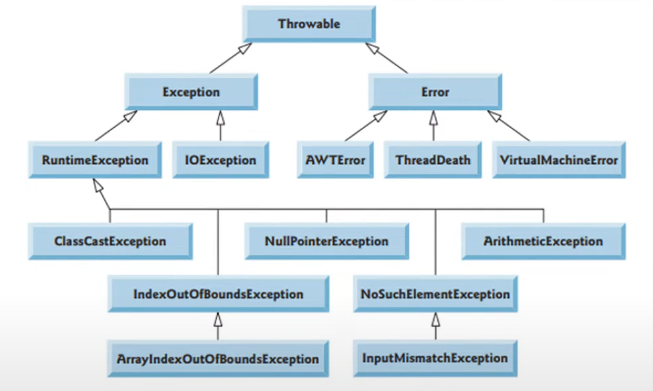 Throwable
Exception
Error
RuntimeException
IOException
AWTError
ThreadDeath
VirtualMachineError
ClassCastException
NullPointerException
ArithmeticException
IndexOutOfBoundsException
NoSuchElementException
ArrayIndexOutOfBoundsException
InputMismatchException